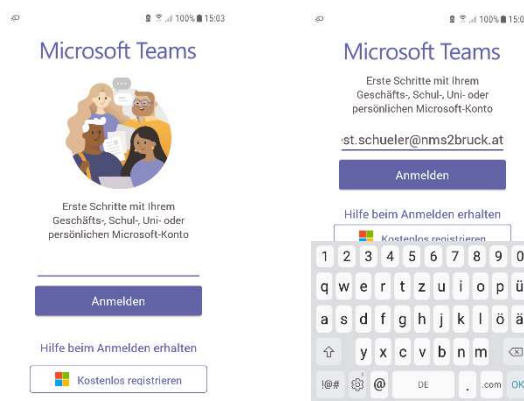 100% 15:03
Microsoft Teams
Erste Schritte mit Ihrem
Geschäfts-, Schul-, Uni- oder
persönlichen Microsoft-Konto
Anmelden
Hilfe beim Anmelden erhalten
Kostenlos registrieren
100% 15:0
Microsoft Teams
Erste Schritte mit Ihrem
Geschäfts-, Schul-, Uni- oder
persönlichen Microsoft-Konto
st.schueler@nms2bruck.at
Anmelden
Hilfe beim Anmelden erhalten
Kostenlos registrieren
1 2 3 4 5 6 7 8 9 0
q w e r t z u i o p ü
a s d f g h j k l ö ä
y x c v b n m
!@# @ DE . .com OK